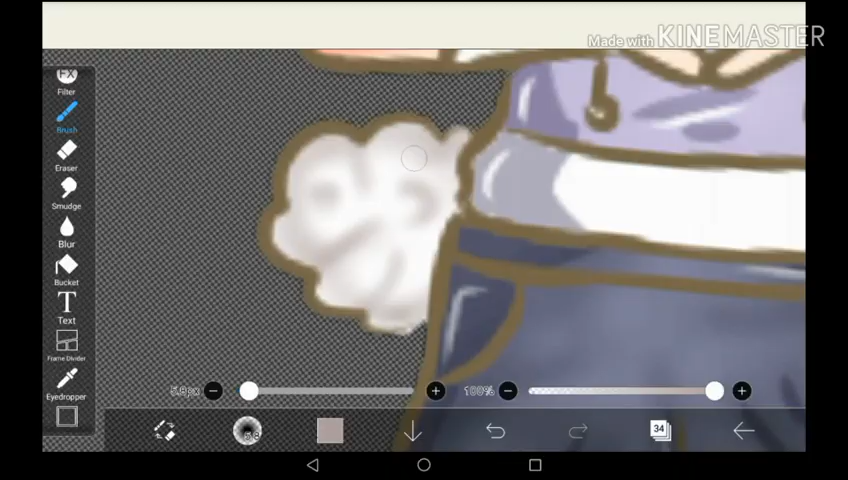 Made with KINEMASTER
FX
Filter
Brush
Eraser
Smudge
Blur
Bucket
T
Text
Frame Divider
Eyedropper
100%
34